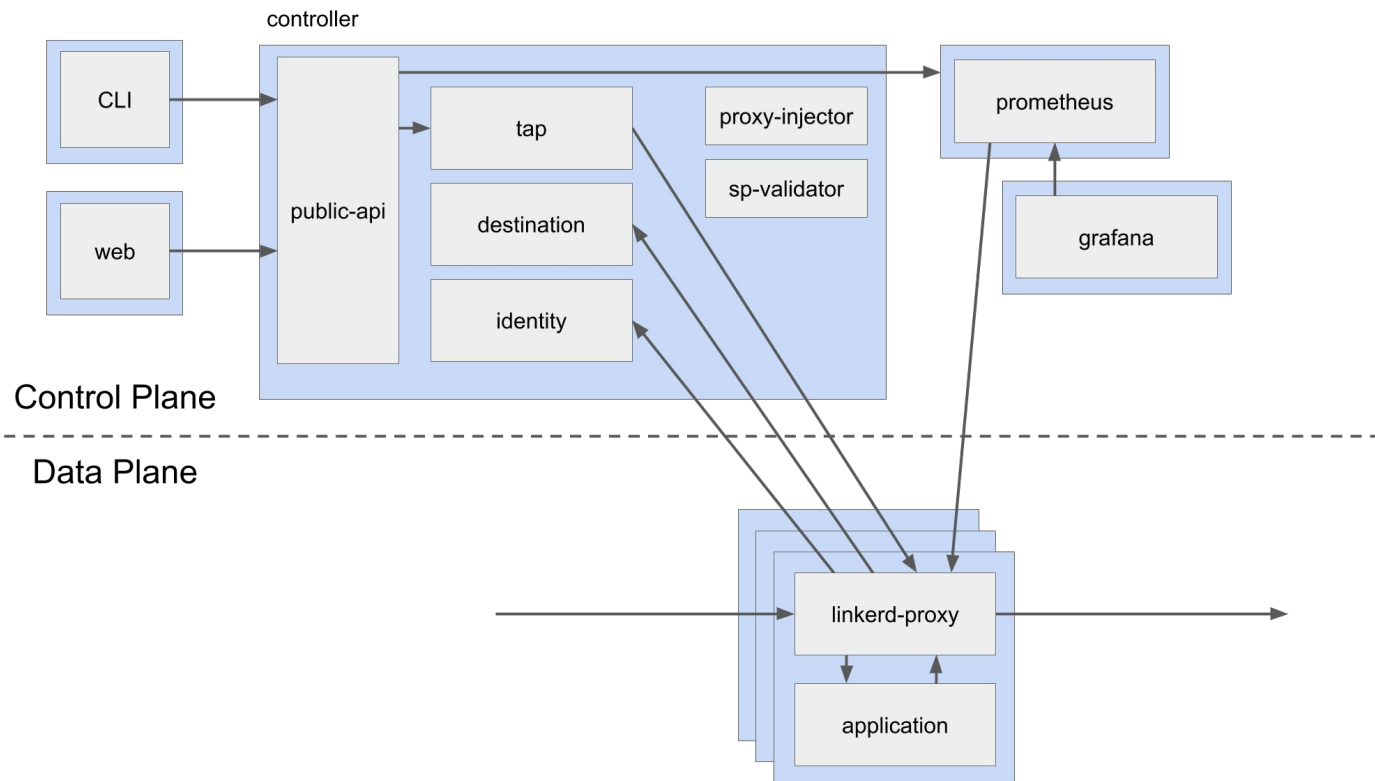 controller
CLI
web
public-api
tap
destination
identity
proxy-injector
sp-validator
prometheus
grafana
Control Plane
Data Plane
linkerd-proxy
application